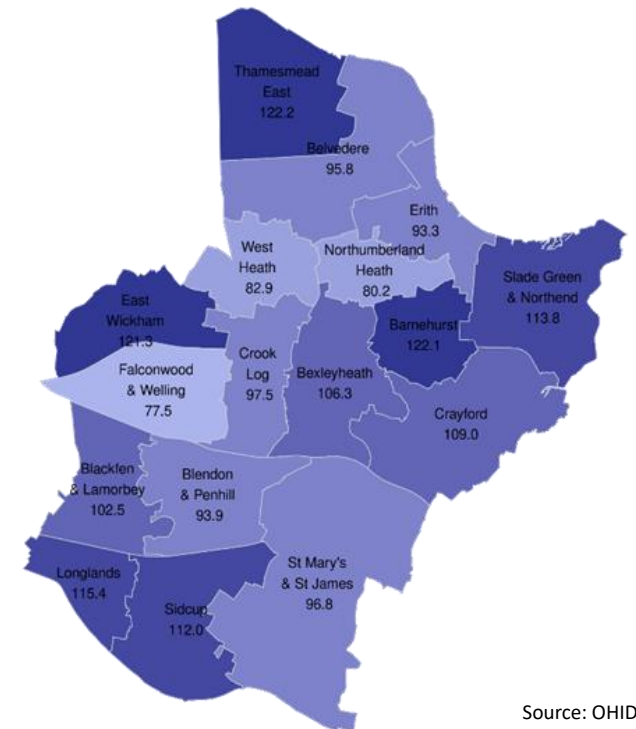 Thamesmead
East
122.2
Belvedere
95.8
Erith
93.3
West
Heath
82.9
Northumberland
Heath
80.2
Slade Green
& Northend
113.8
East
Wickham
121.3
Barnehurst
122.1
Falconwood
& Welling
77.5
Crook
Log
97.5
Bexleyheath
106.3
Crayford
109.0
Blackfen
& Lamorbey
102.5
Blendon
& Penhill
93.9
Longlands
115.4
Sidcup
112.0
St Mary's
& St James
96.8
Source: OHID